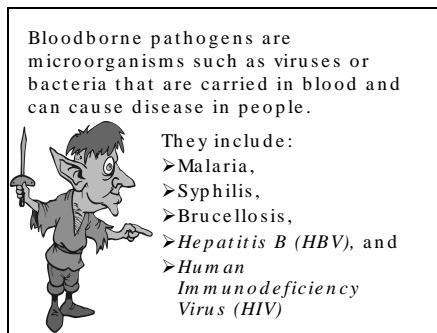 Bloodborne pathogens are
microorganisms such as viruses or
bacteria that are carried in blood and
can cause disease in people.
They include:
➢Malaria,
➢Syphilis,
➢Brucellosis,
➢Hepatitis B (HBV), and
➢Human
Immunodeficiency
Virus (HIV)